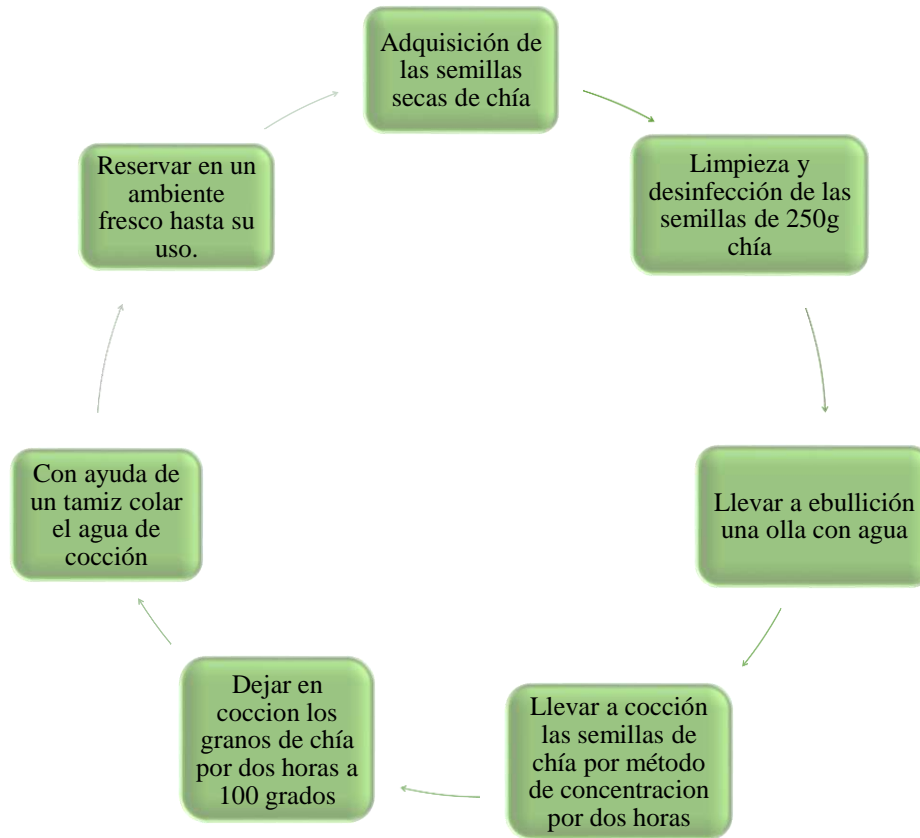 Adquisición de
las semillas
secas de chía
Limpieza y
desinfección de las
semillas de 250g
chía
Llevar a ebullición
una olla con agua
Llevar a cocción
las semillas de
chía por método
de concentracion
por dos horas
Dejar en
coccion los
granos de chía
por dos horas a
100 grados
Con ayuda de
un tamiz colar
el agua de
cocción
Reservar en un
ambiente
fresco hasta su
uso.